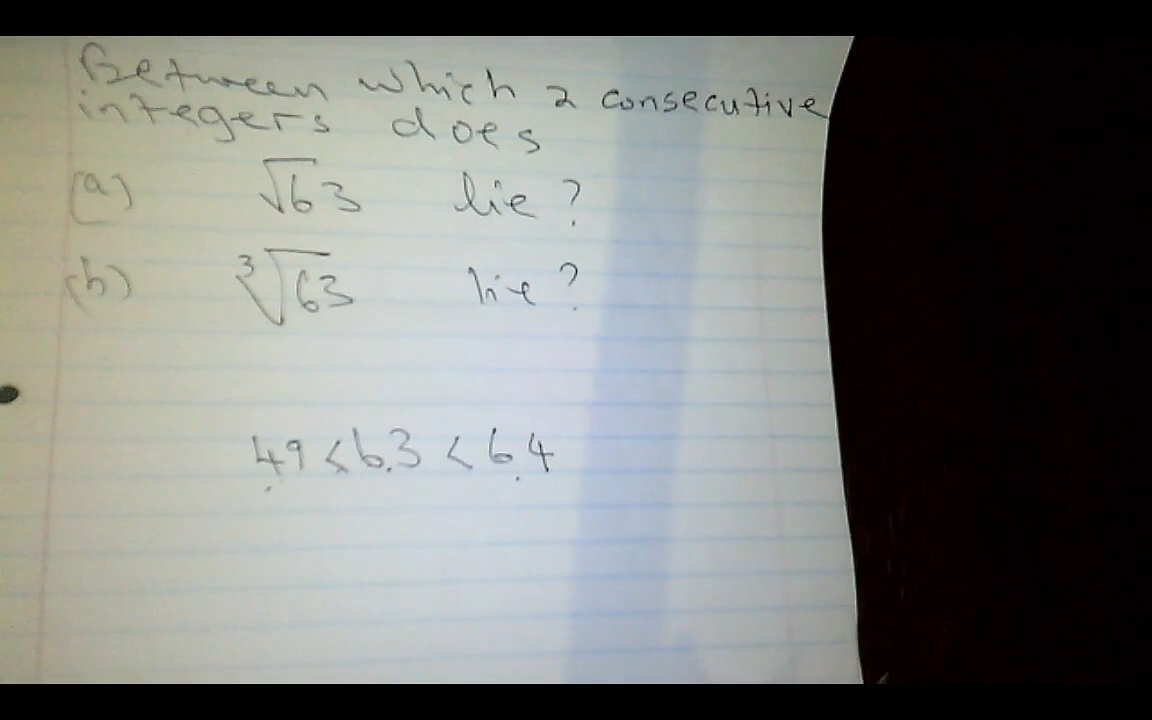 Between which 2 consecutive
integers does
(a) √63 lie?
(b) ∛63 lie?
49 < 63 < 64